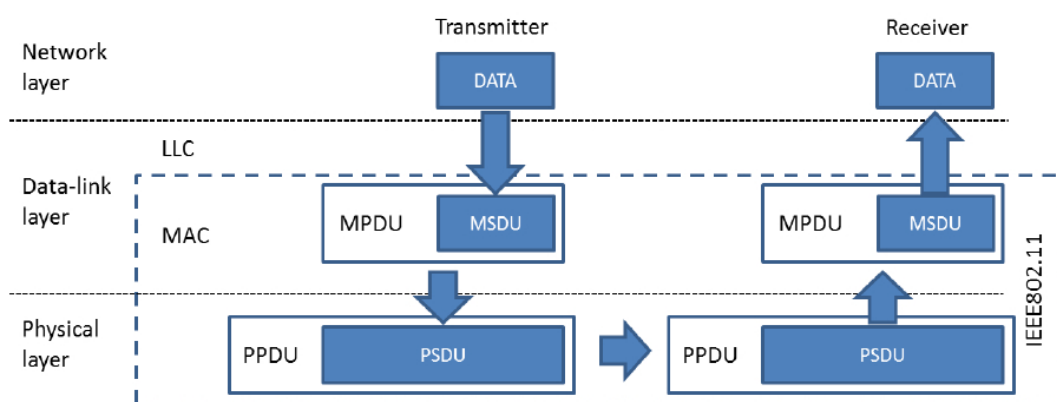 Transmitter
Receiver
Network
layer
DATA
DATA
LLC
Data-link
layer
MAC
MPDU
MSDU
MPDU
MSDU
IEEE802.11
Physical
layer
PPDU
PSDU
PPDU
PSDU